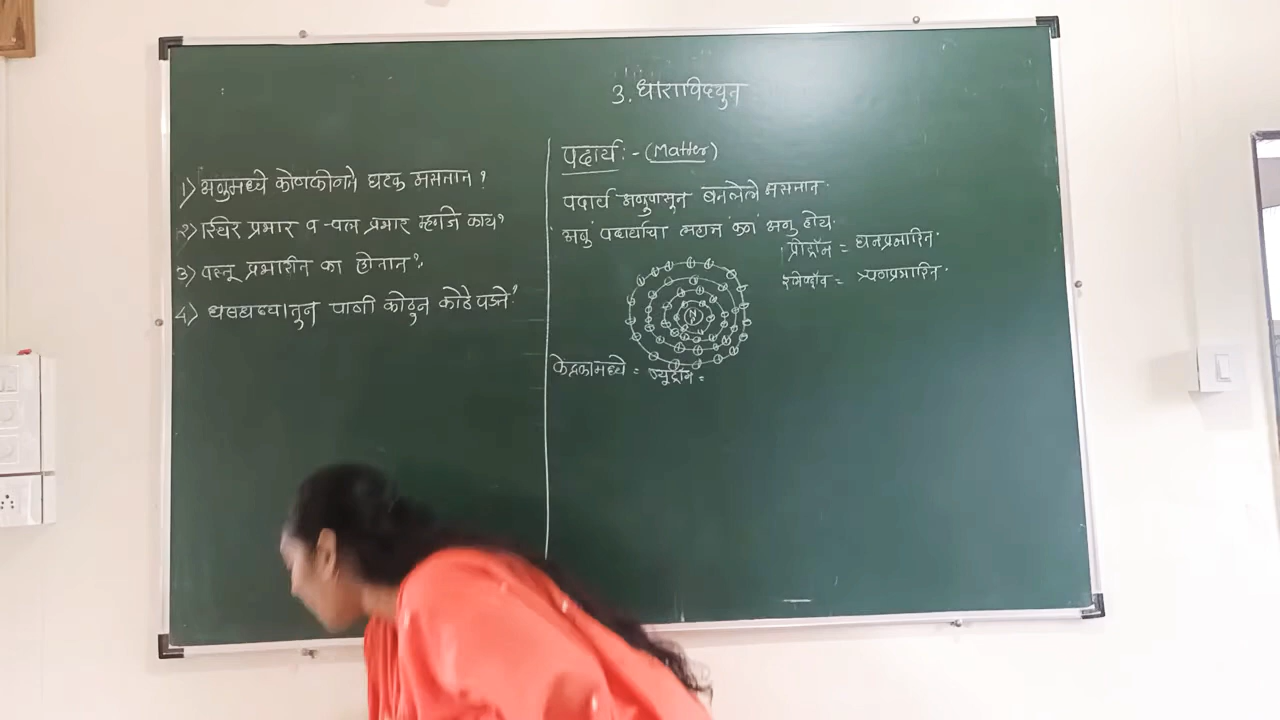 3. धाराविद्युत
1) अणुमध्ये कोणकोणते घटक असतात ?
2) स्थिर प्रभार व चल प्रभार म्हणजे काय?
3) वस्तू प्रभारीत का होतात ?
4) धबधब्यातून पाणी कोठून कोठे पडते ?
पदार्थ :- (Matter)
पदार्थ अणुपासून बनलेले असतात.
अणु पदार्थाचा लहान कण अणु होय.
प्रोट्रॉन = धनप्रभारित.
इलेक्ट्रॉन = ऋणप्रभारित.
N
केंद्रकामध्ये = न्यूट्रॉन =